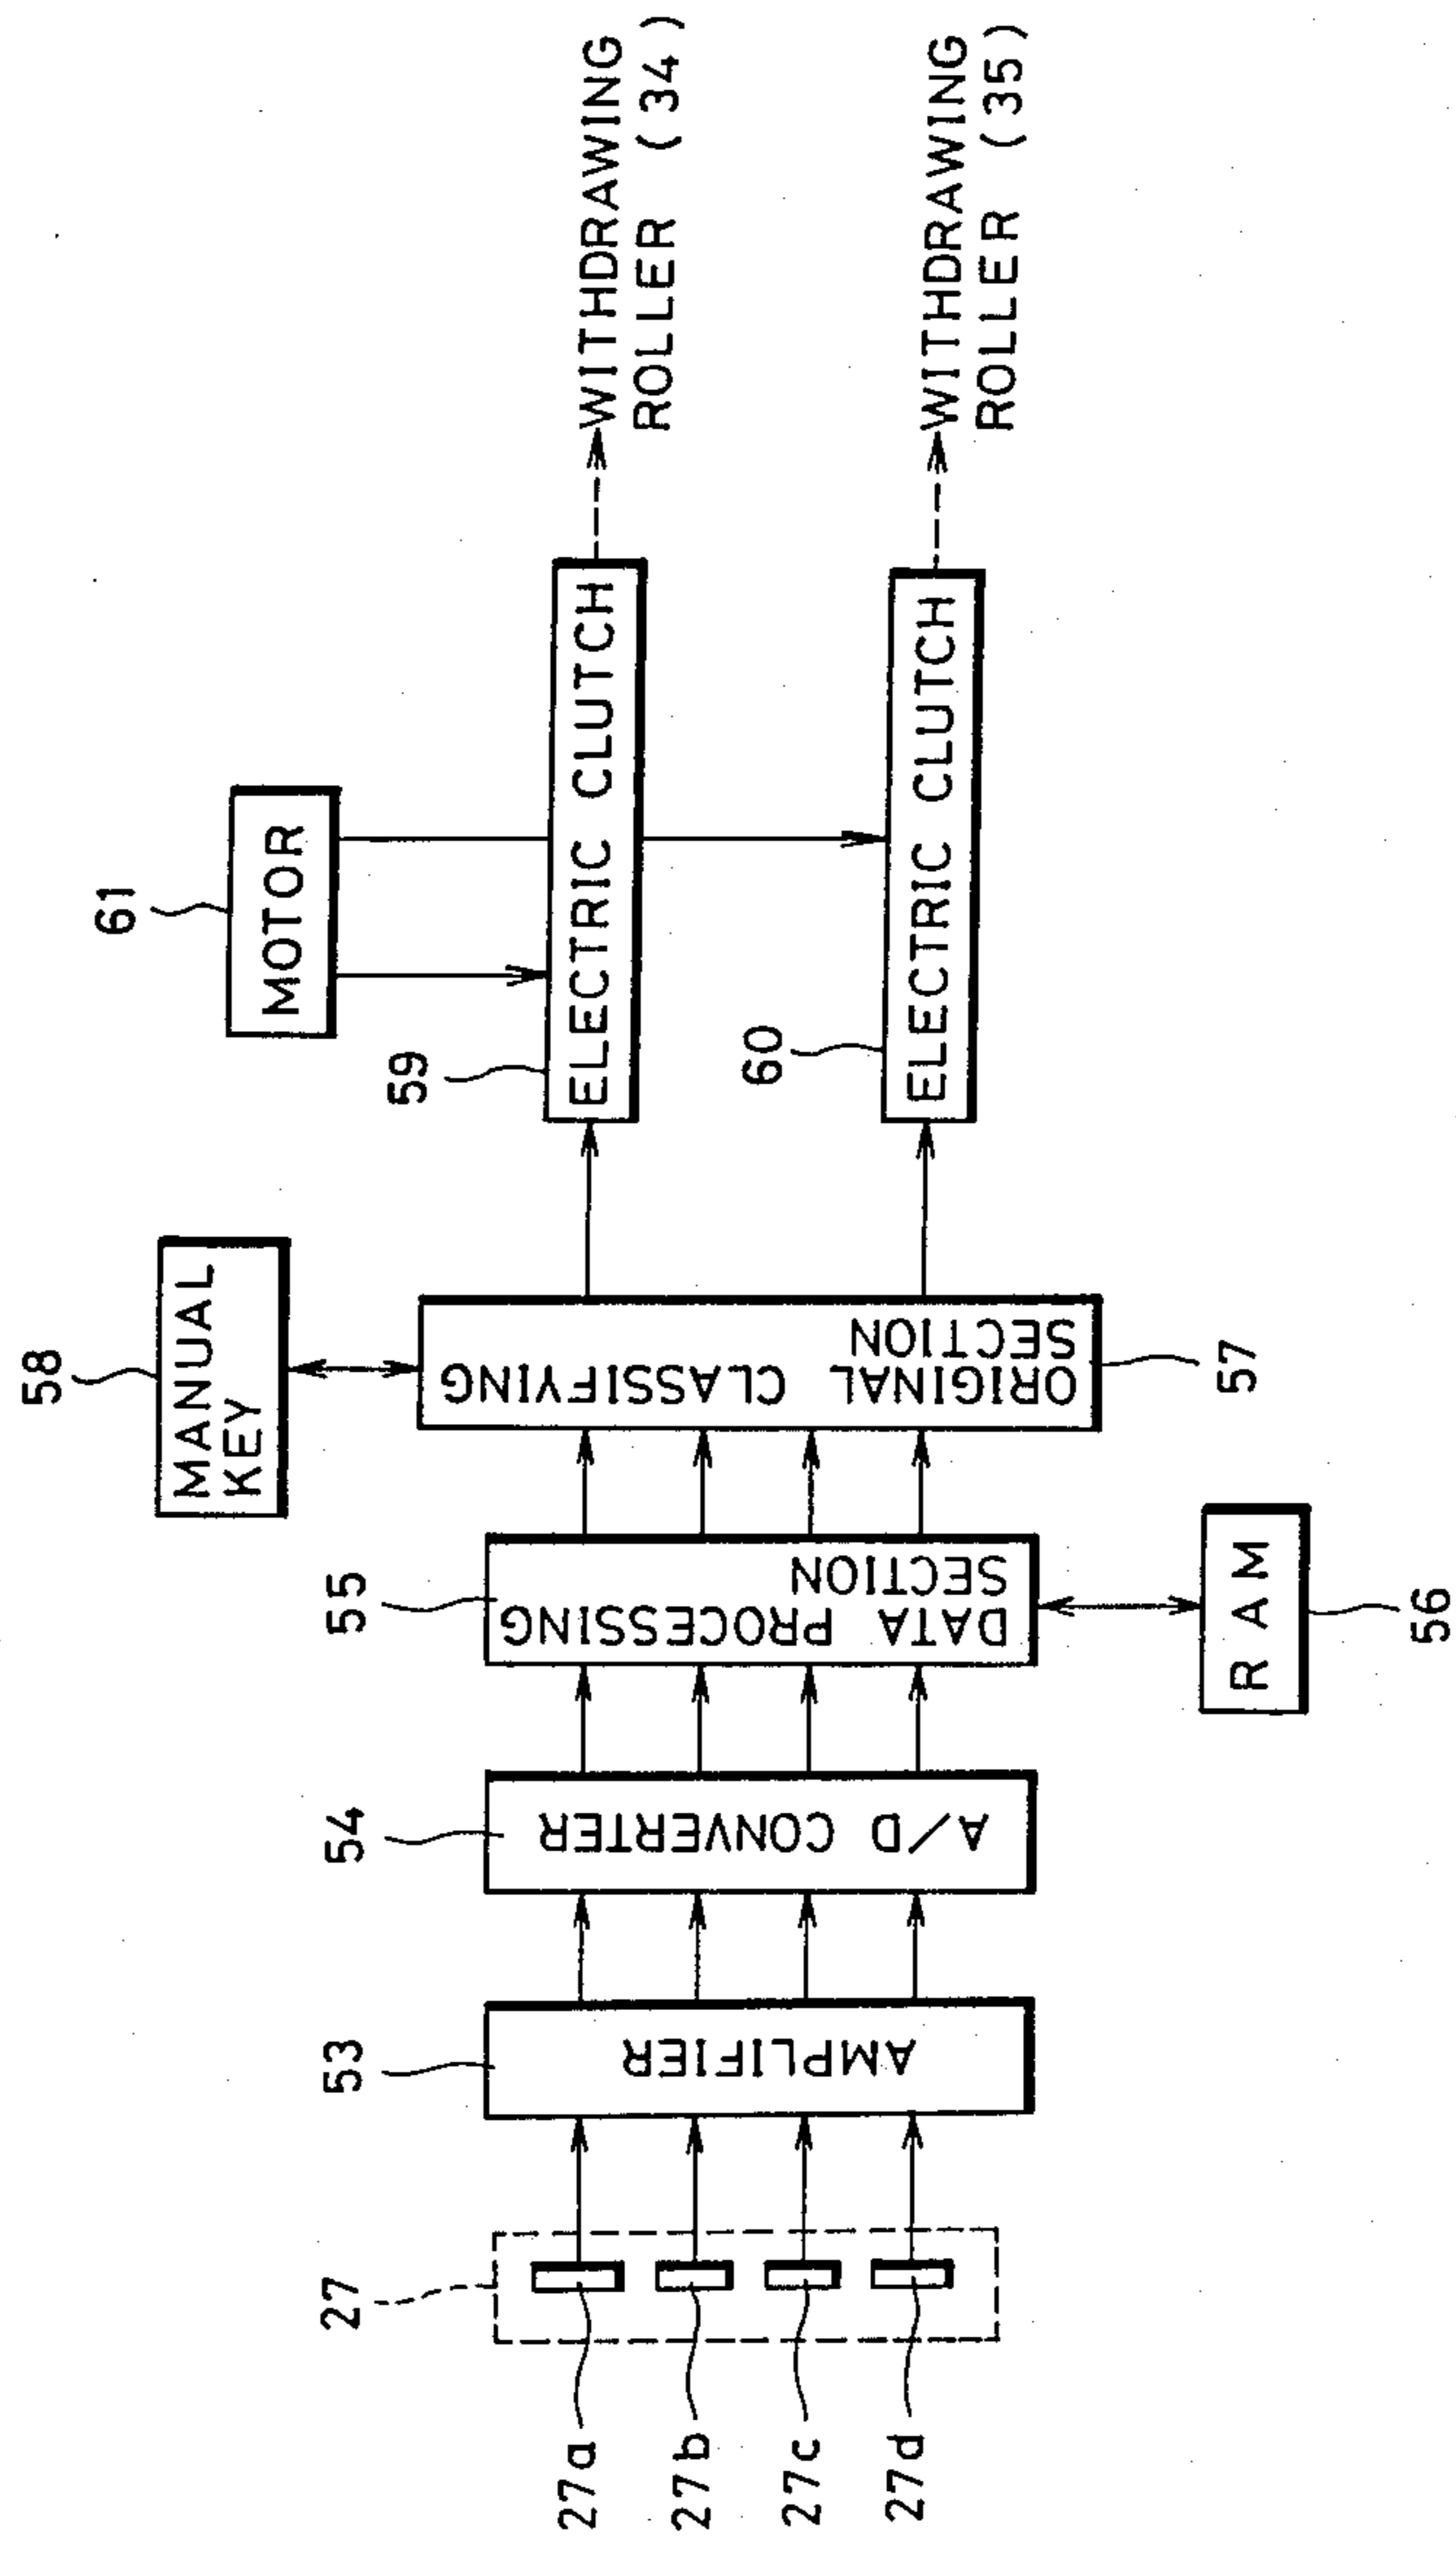 61
MOTOR
58
MANUAL
KEY
59
ELECTRIC CLUTCH
WITHDRAWING
ROLLER (34)
60
ELECTRIC CLUTCH
WITHDRAWING
ROLLER (35)
27
27a
27b
27c
27d
53
AMPLIFIER
54
A/D CONVERTER
55
DATA PROCESSING
SECTION
ORIGINAL CLASSIFYING
SECTION
57
RAM
56